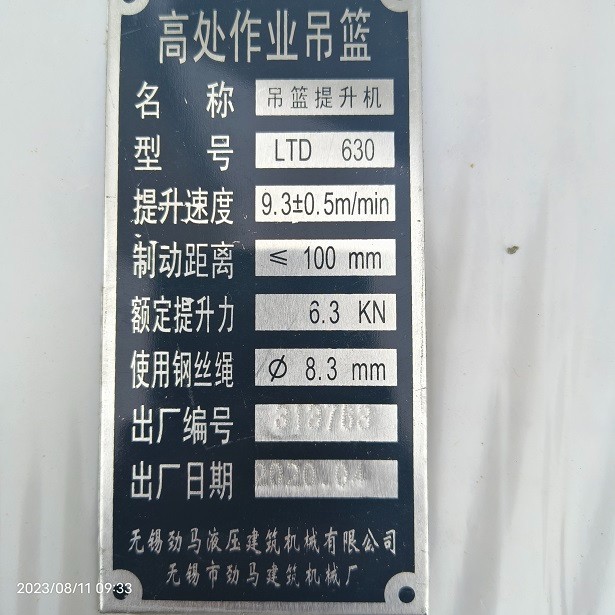 高处作业吊篮
名 称 吊篮提升机
型 号 LTD 630
提升速度 9.3±0.5m/min
制动距离 ≤ 100 mm
额定提升力 6.3 KN
使用钢丝绳 Ø 8.3 mm
出厂编号 319763
出厂日期 2020.04
无锡劲马液压建筑机械有限公司
无锡市劲马建筑机械厂
2023/08/11 09:33